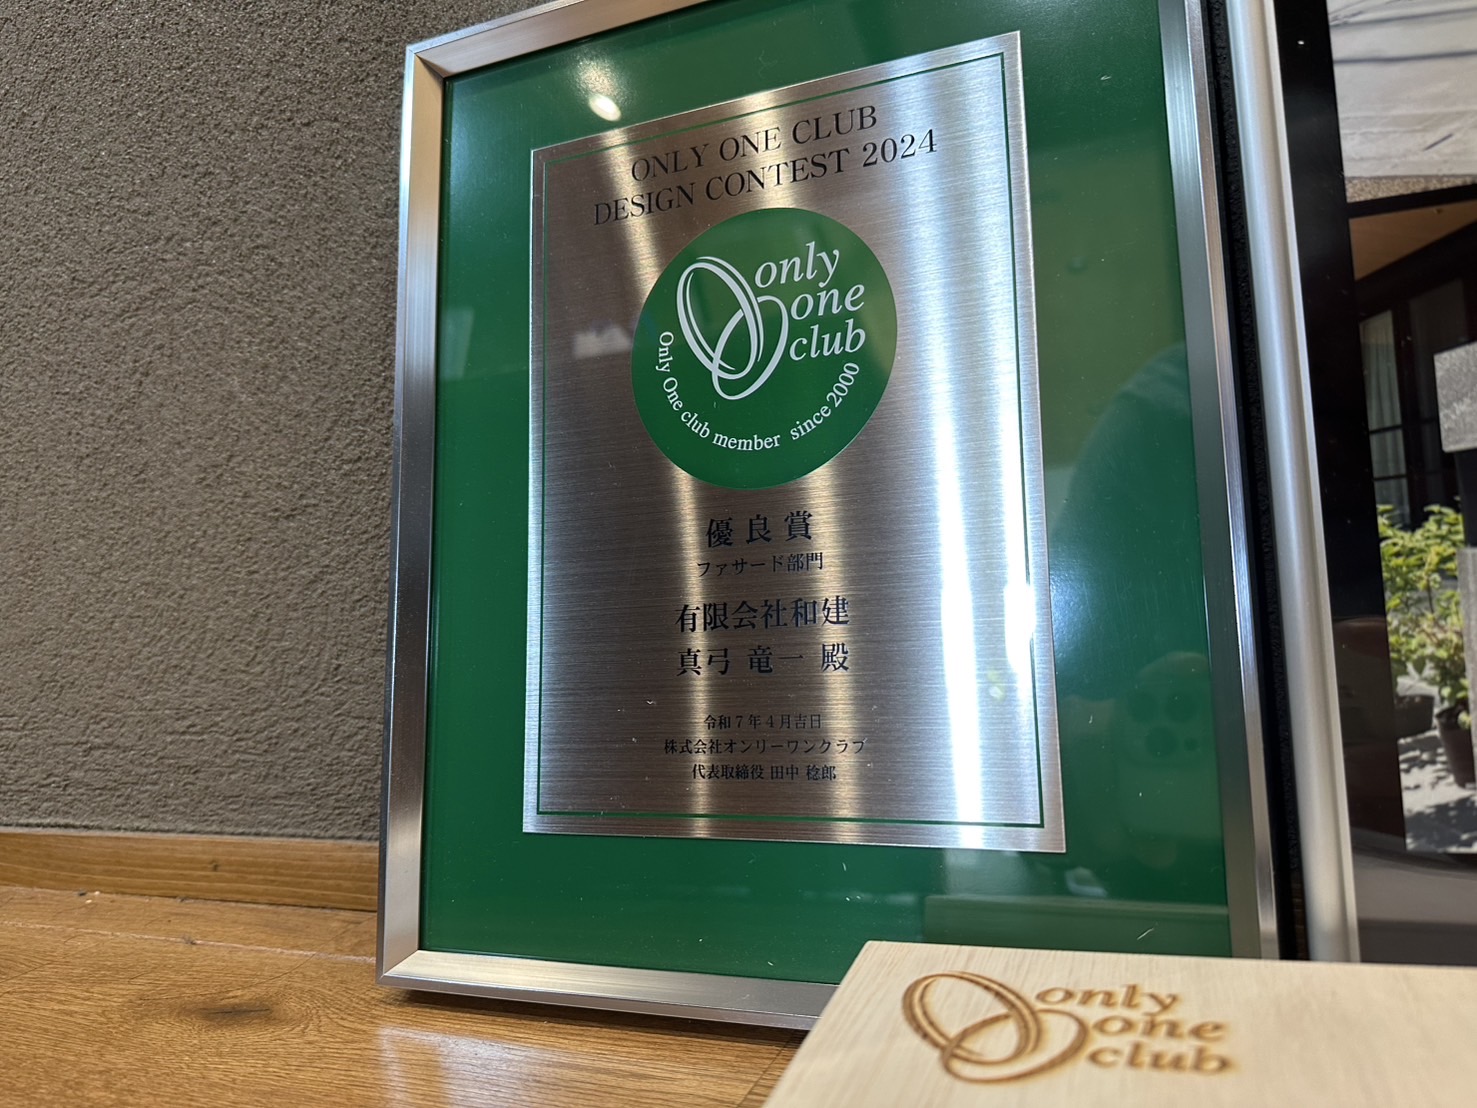 ONLY ONE CLUB
DESIGN CONTEST 2024
only
one
club
Only One club member since 2000
優良賞
ファサード部門
有限会社和建
真弓 竜一 殿
令和7年4月吉日
株式会社オンリーワンクラブ
代表取締役 田中 稔郎
only
one
club